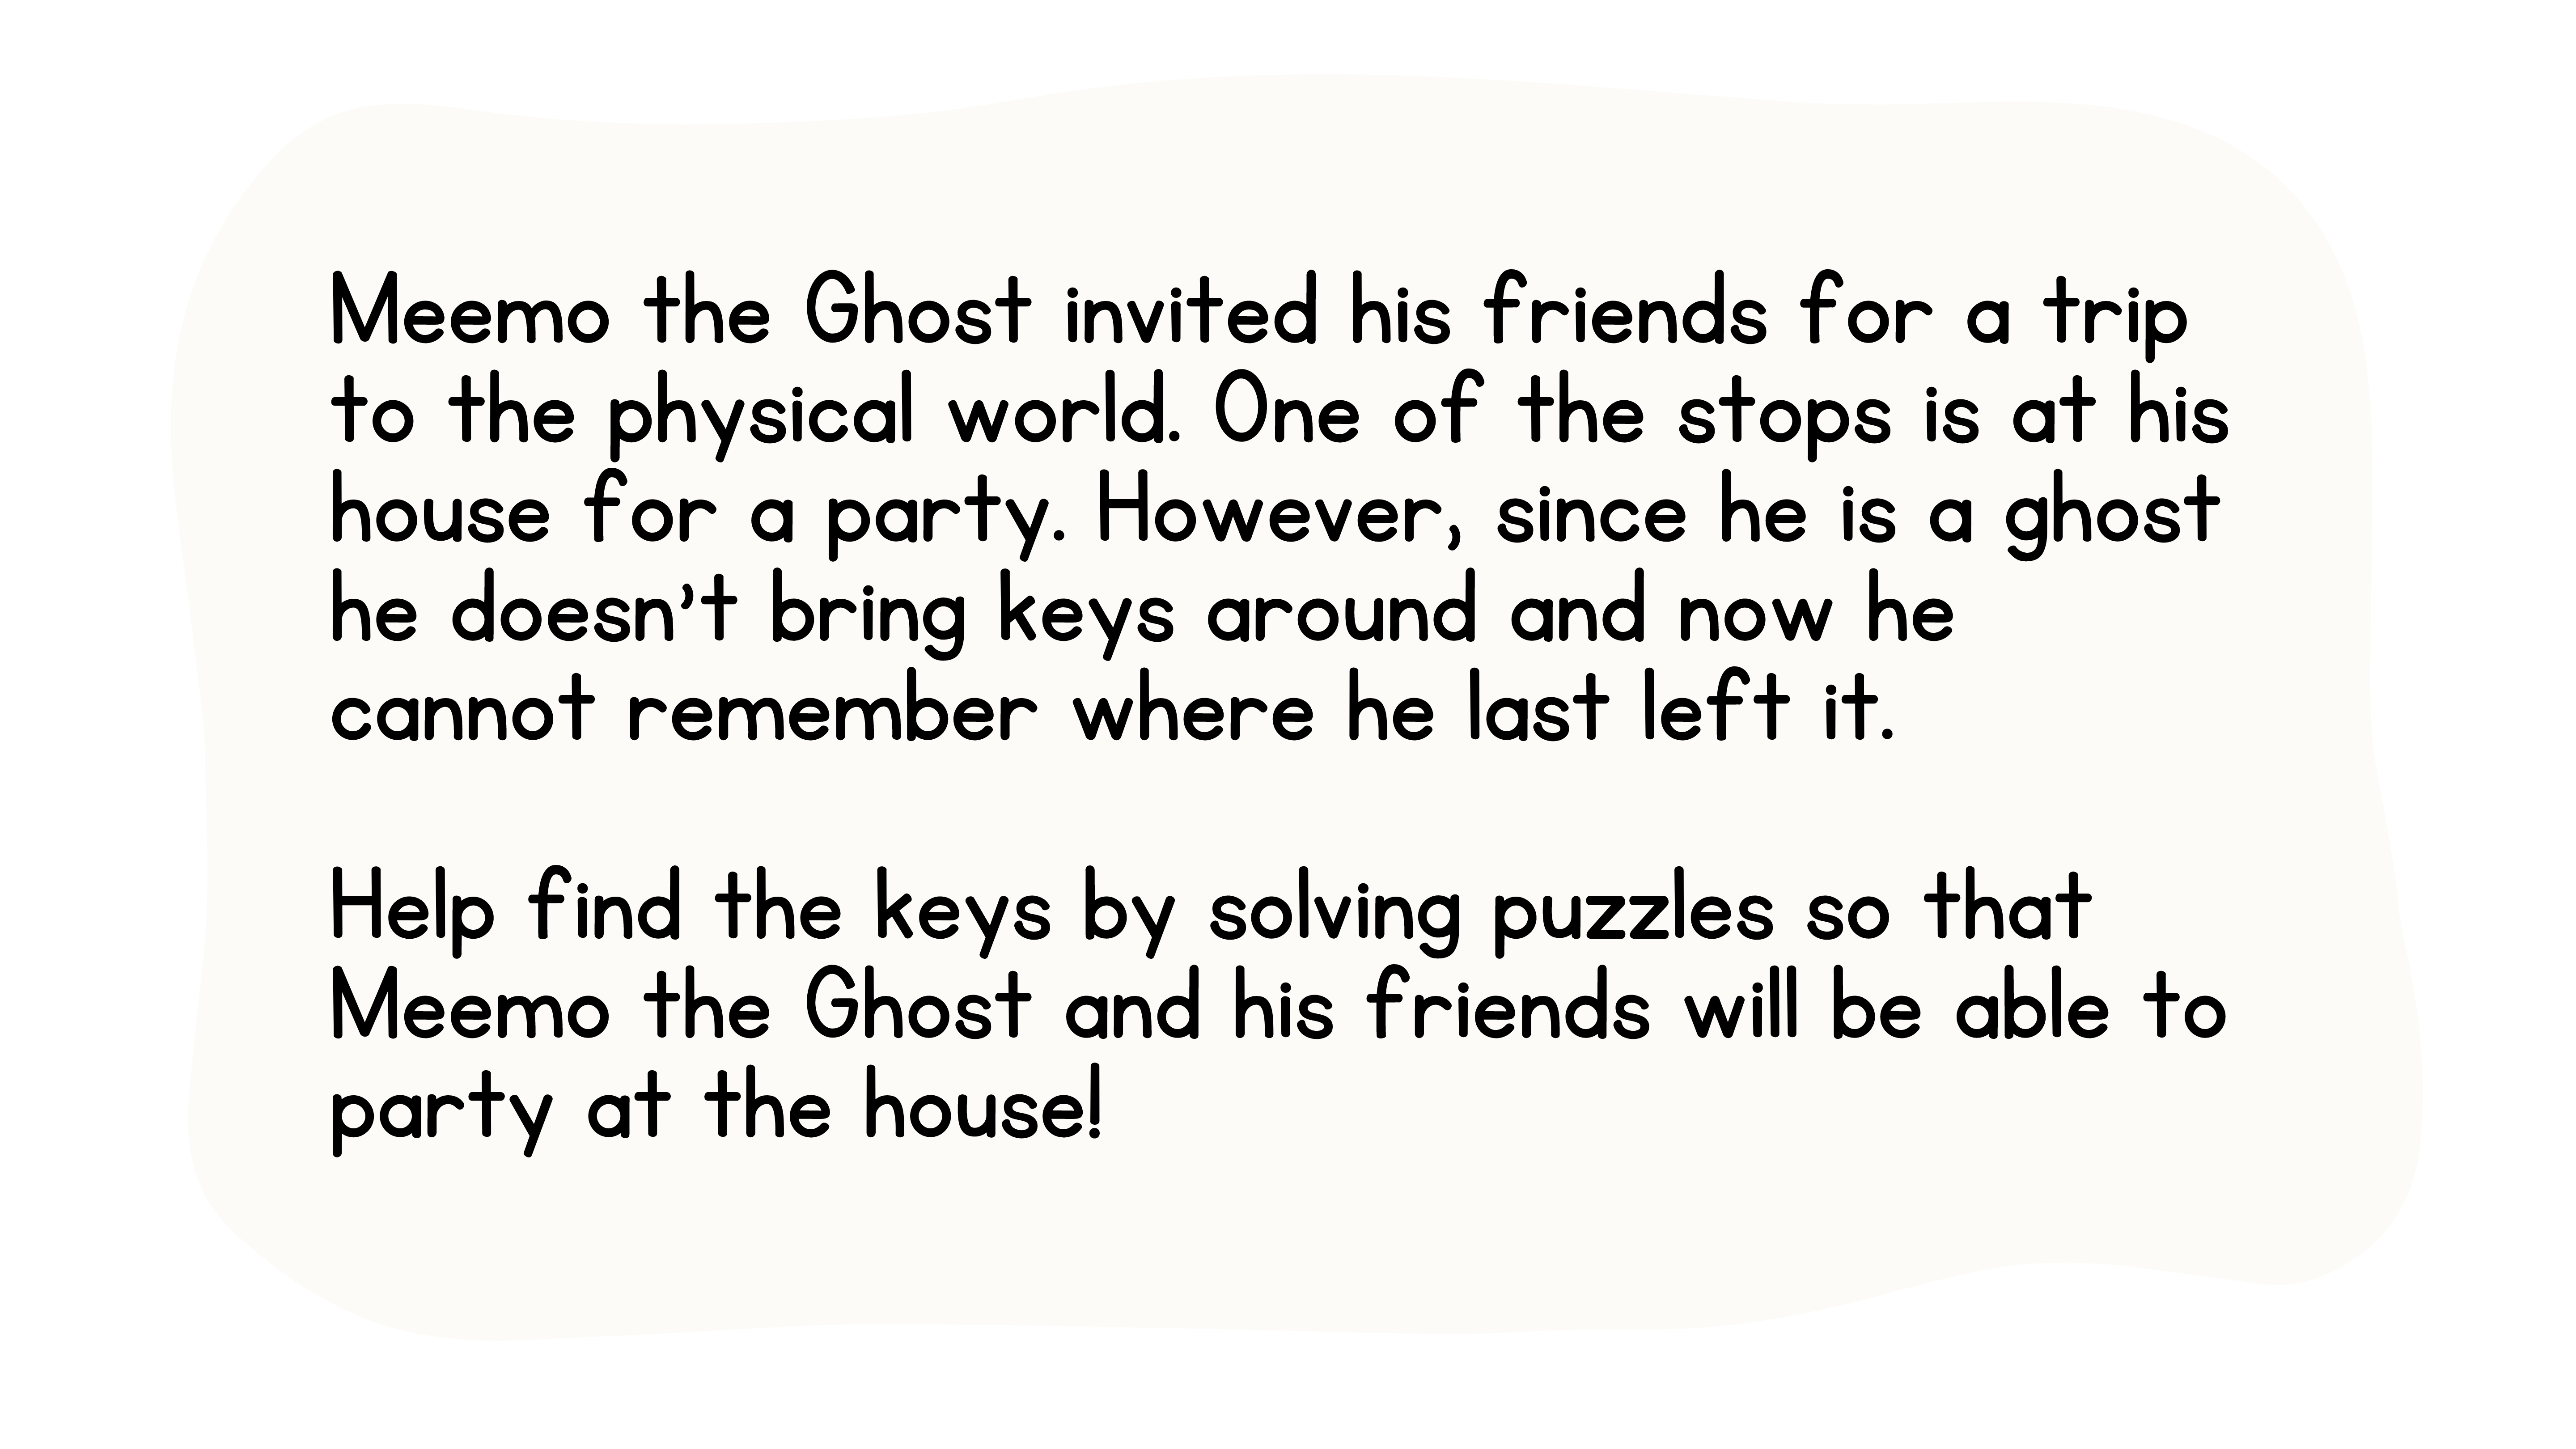 Meemo the Ghost invited his friends for a trip
to the physical world. One of the stops is at his
house for a party. However, since he is a ghost
he doesn't bring keys around and now he
cannot remember where he last left it.
Help find the keys by solving puzzles so that
Meemo the Ghost and his friends will be able to
party at the house!